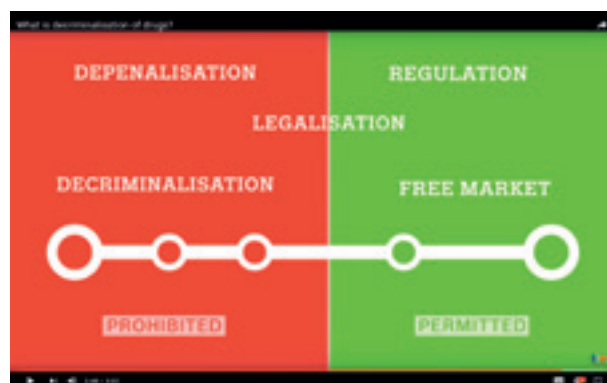 What is decriminalisation of drugs?
DEPENALISATION
REGULATION
LEGALISATION
DECRIMINALISATION
FREE MARKET
PROHIBITED
PERMITTED